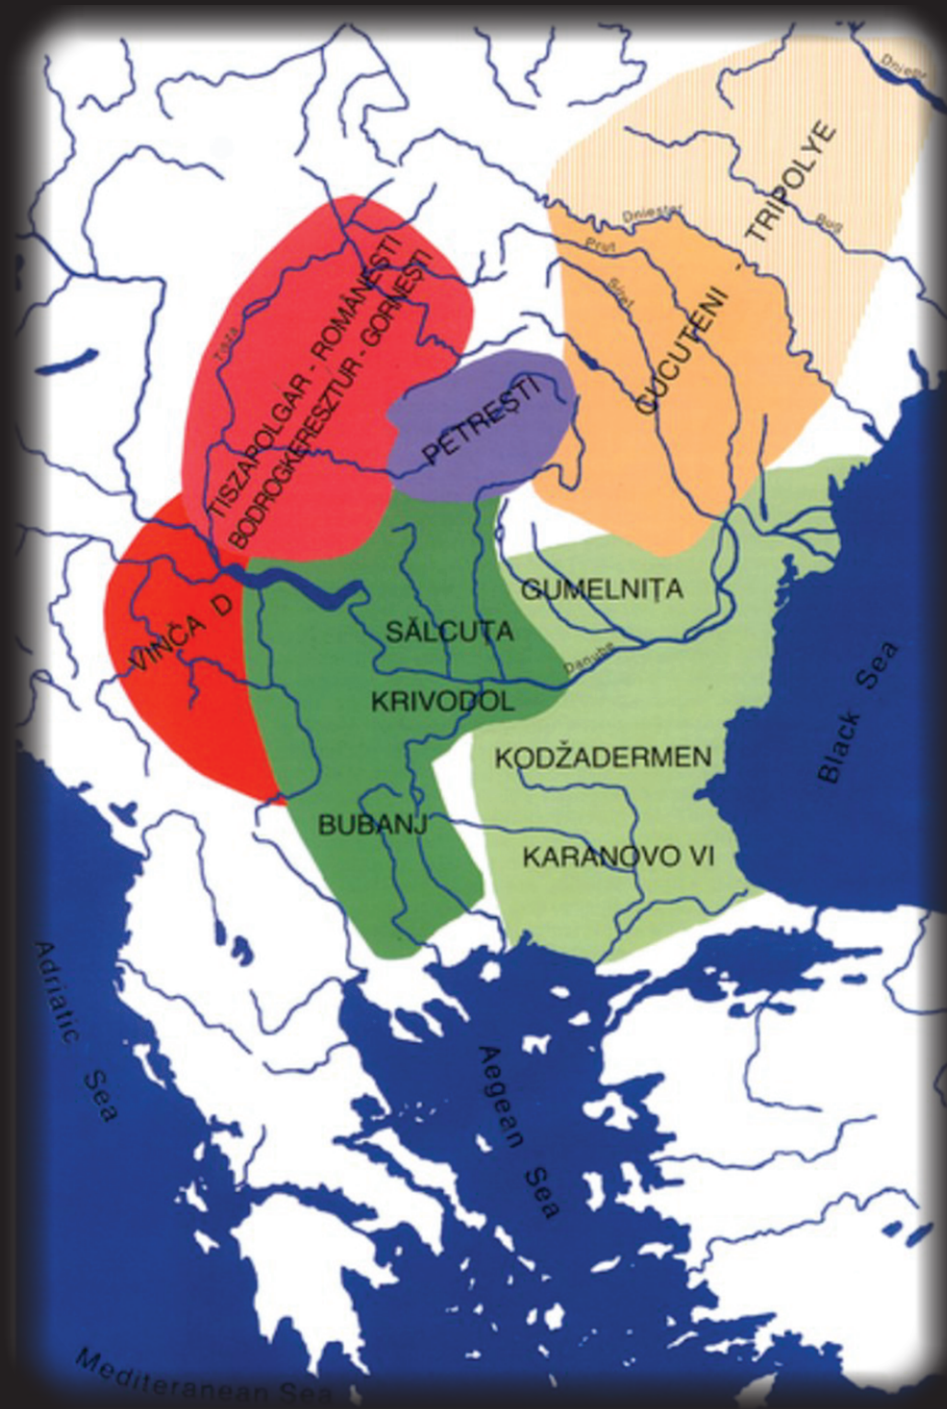 Dniepr
TRIPOLYE
Dniester
Bug
Prut
Siret
CUCUTENI
-
TISZAPOLGAR - ROMÂNEȘTI
BODROGKERESZTUR - GORNEȘTI
Tisza
PETREȘTI
VINČA D
GUMELNIȚA
SĂLCUȚA
Danube
KRIVODOL
KODŽADERMEN
BUBANJ
KARANOVO VI
Black Sea
Adriatic Sea
Aegean Sea
Mediteranean Sea